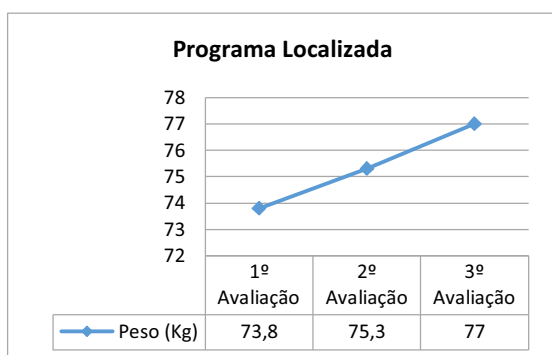 Programa Localizada
78
77
76
75
74
73
72
1º Avaliação
2º Avaliação
3º Avaliação
Peso (Kg) 73,8 75,3 77